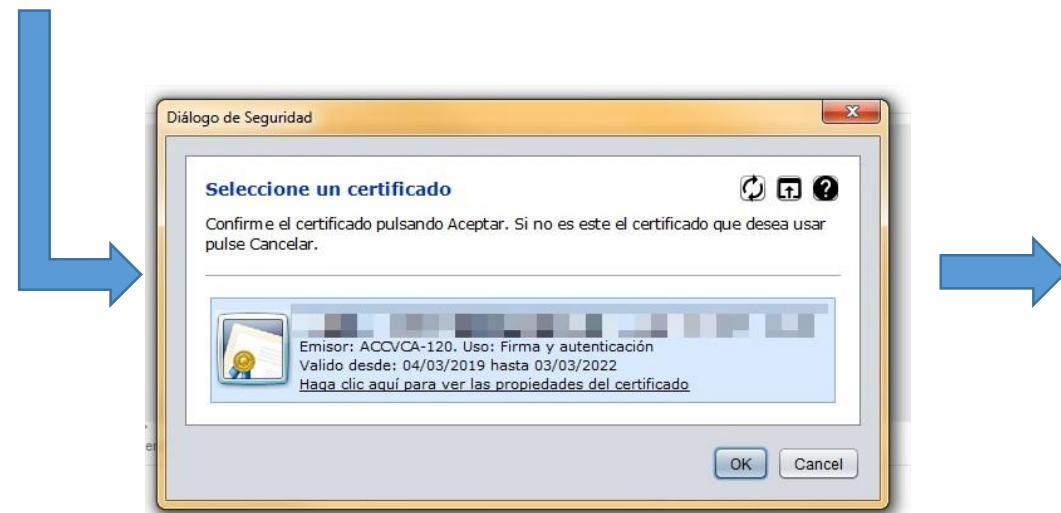 Diálogo de Seguridad
Seleccione un certificado
Confirme el certificado pulsando Aceptar. Si no es este el certificado que desea usar
pulse Cancelar.
Emisor: ACCVCA-120. Uso: Firma y autenticación
Valido desde: 04/03/2019 hasta 03/03/2022
Haga clic aquí para ver las propiedades del certificado
OK Cancel